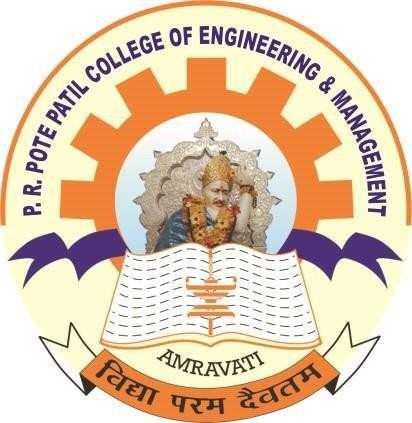 P. R. POTE PATIL COLLEGE OF ENGINEERING & MANAGEMENT
AMRAVATI
विद्या परम दैवतम